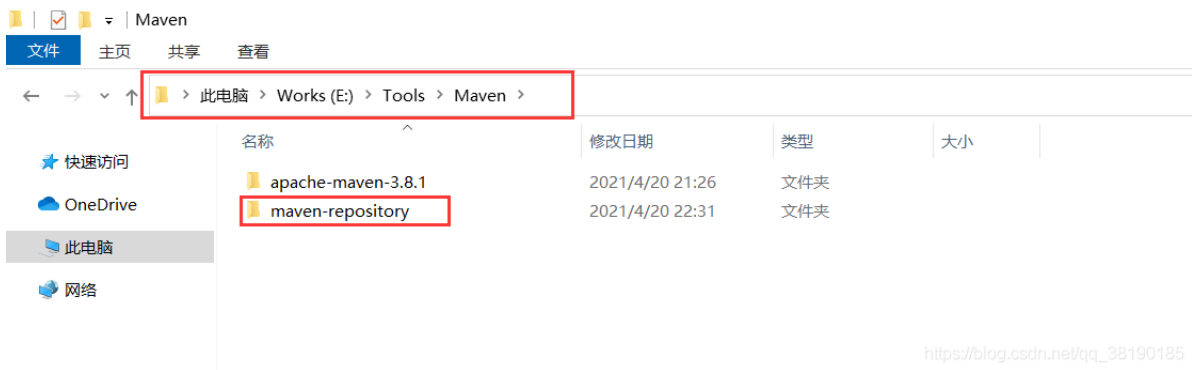 Maven
文件 主页 共享 查看
此电脑 Works (E:) Tools Maven
名称 修改日期 类型 大小
快速访问
apache-maven-3.8.1 2021/4/20 21:26 文件夹
OneDrive
maven-repository 2021/4/20 22:31 文件夹
此电脑
网络
https://blog.csdn.net/qq_38190185